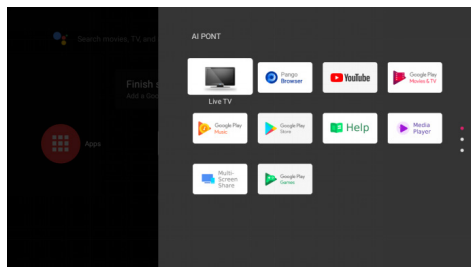 Search movies, TV, and
AI PONT
Finish s
Add a Goo
Apps
Live TV
Pango
Browser
YouTube
Google Play
Movies & TV
Google Play
Music
Google Play
Store
Help
Media
Player
Multi-
Screen
Share
Google Play
Games